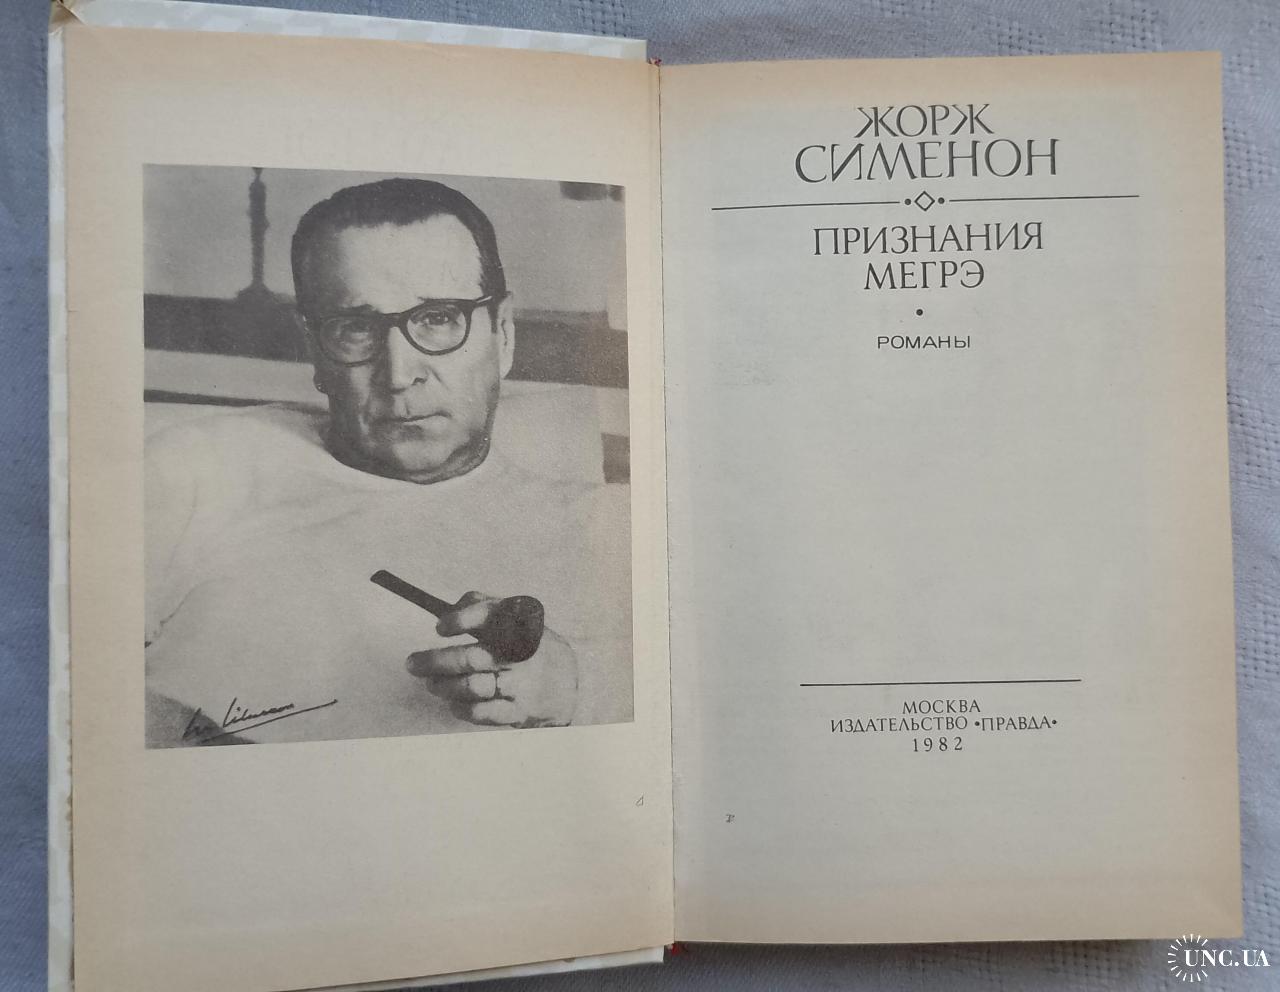 ЖОРЖ
СИМЕНОН
ПРИЗНАНИЯ
МЕГРЭ
РОМАНЫ
МОСКВА
ИЗДАТЕЛЬСТВО •ПРАВДА•
1982
UNC.UA